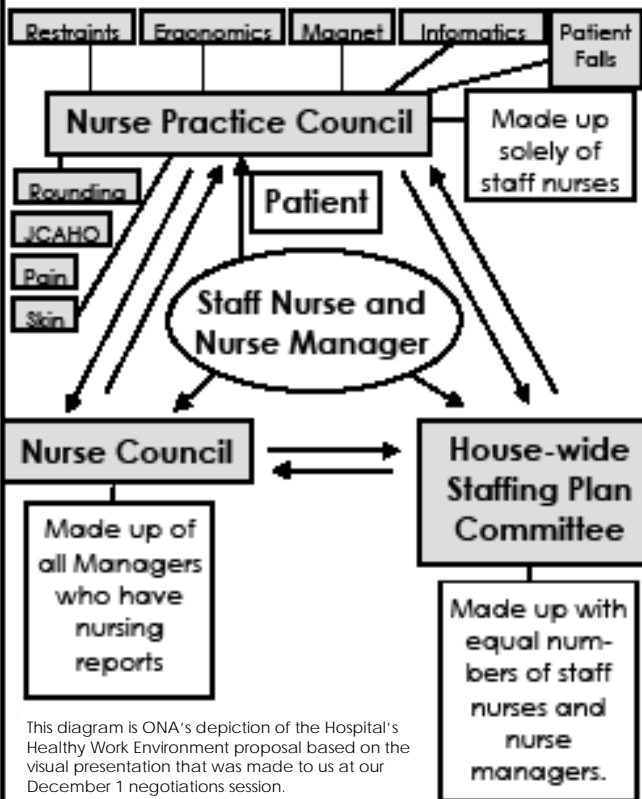 Restraints
Ergonomics
Magnet
Infomatics
Patient
Falls
Nurse Practice Council
Made up
solely of
staff nurses
Rounding
JCAHO
Pain
Skin
Patient
Staff Nurse and
Nurse Manager
Nurse Council
House-wide
Staffing Plan
Committee
Made up of
all Managers
who have
nursing
reports
Made up with
equal num-
bers of staff
nurses and
nurse
managers.
This diagram is ONA's depiction of the Hospital's
Healthy Work Environment proposal based on the
visual presentation that was made to us at our
December 1 negotiations session.